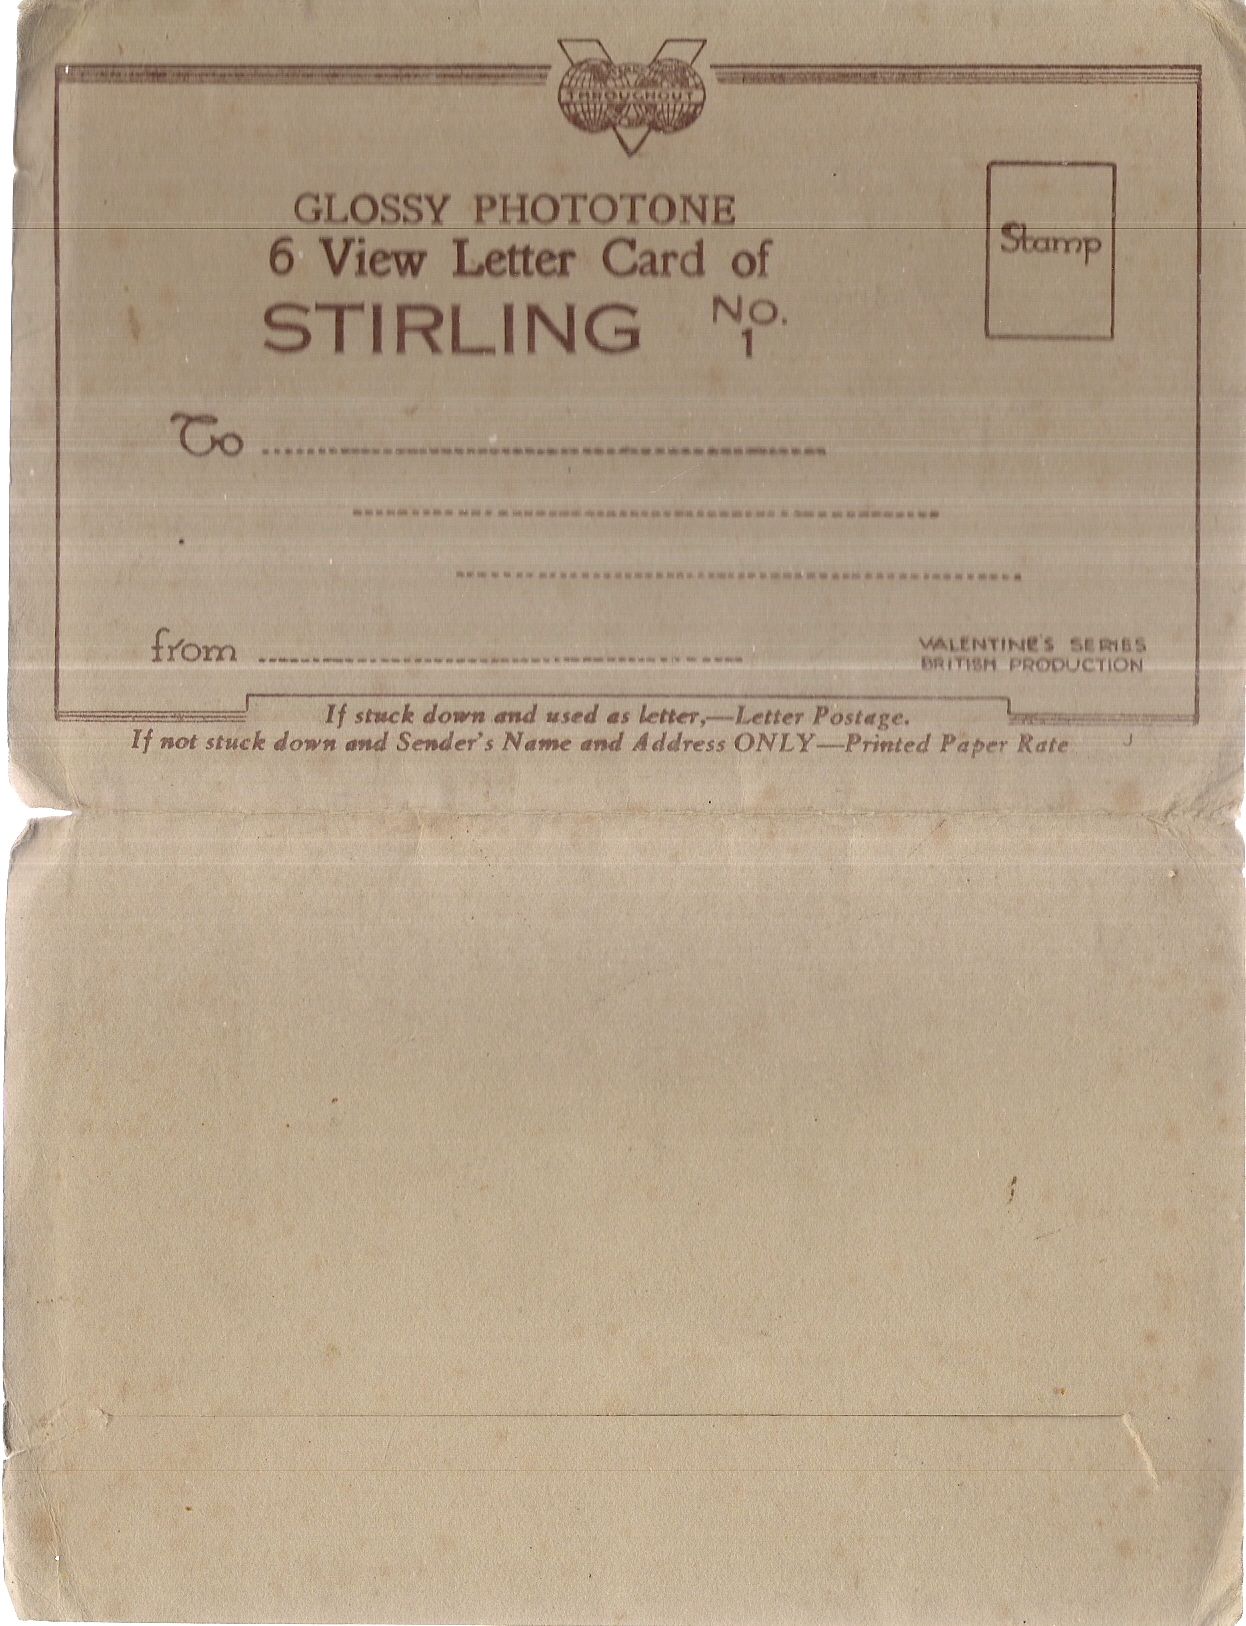 THROUGHOUT
GLOSSY PHOTOTONE
6 View Letter Card of
STIRLING No. 1
Stamp
To
from
VALENTINE'S SERIES
BRITISH PRODUCTION
If stuck down and used as letter,—Letter Postage.
If not stuck down and Sender's Name and Address ONLY—Printed Paper Rate